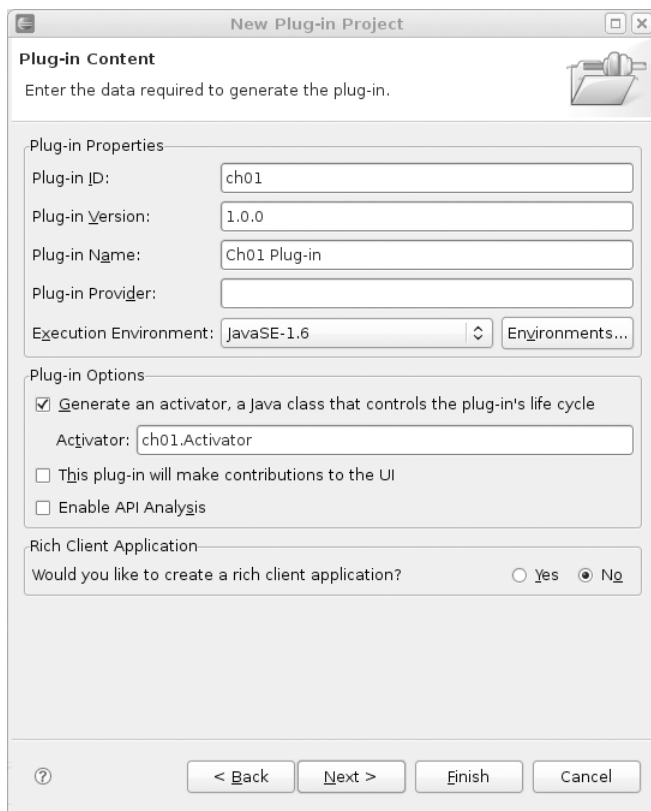 New Plug-in Project
Plug-in Content
Enter the data required to generate the plug-in.
Plug-in Properties
Plug-in ID: ch01
Plug-in Version: 1.0.0
Plug-in Name: Ch01 Plug-in
Plug-in Provider:
Execution Environment: JavaSE-1.6 Environments...
Plug-in Options
Generate an activator, a Java class that controls the plug-in's life cycle
Activator: ch01.Activator
This plug-in will make contributions to the UI
Enable API Analysis
Rich Client Application
Would you like to create a rich client application? Yes No
? < Back Next > Finish Cancel